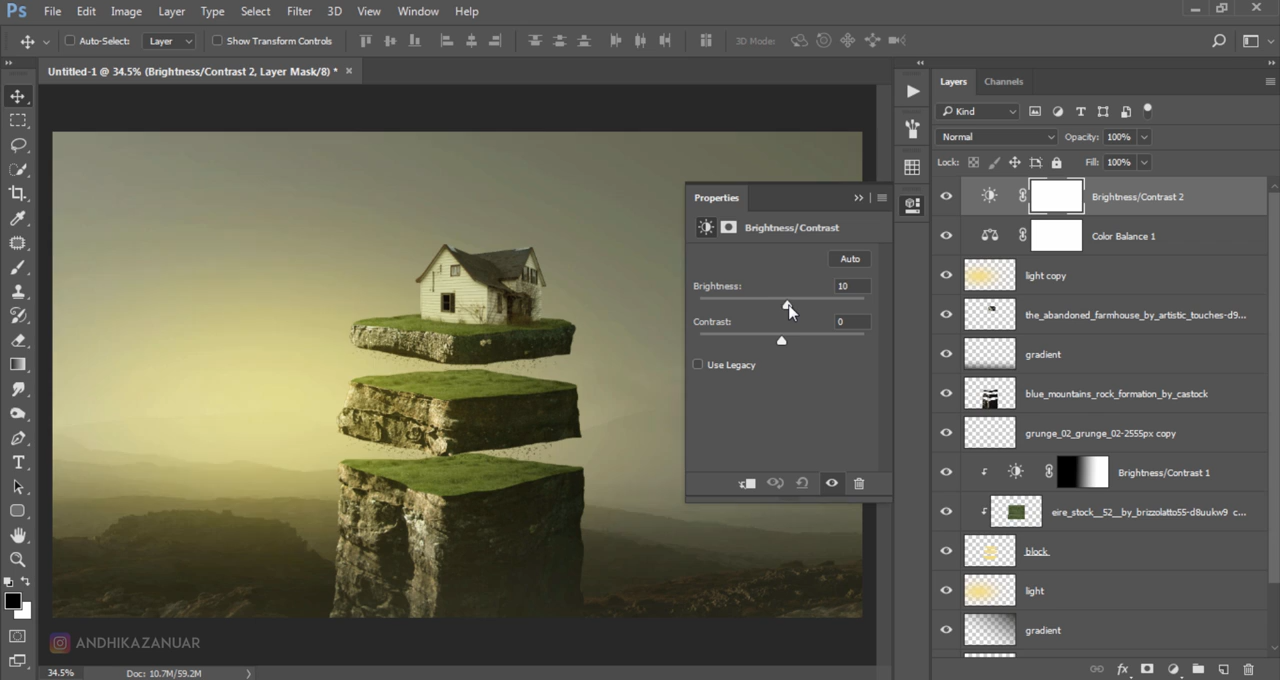 Ps File Edit Image Layer Type Select Filter 3D View Window Help
Auto-Select: Layer Show Transform Controls 3D Mode:
Untitled-1 @ 34.5% (Brightness/Contrast 2, Layer Mask/8) *
Layers Channels
Kind
Normal Opacity: 100%
Lock: Fill: 100%
Properties
Brightness/Contrast
Auto
Brightness: 10
Contrast: 0
Use Legacy
Brightness/Contrast 2
Color Balance 1
light copy
the_abandoned_farmhouse_by_artistic_touches-d9...
gradient
blue_mountains_rock_formation_by_castock
grunge_02_grunge_02-2555px copy
Brightness/Contrast 1
eire_stock__52__by_brizzolatto55-d8uukw9 c...
block
light
gradient
ANDHIKAZANUAR
34.5% Doc: 10.7M/59.2M
fx